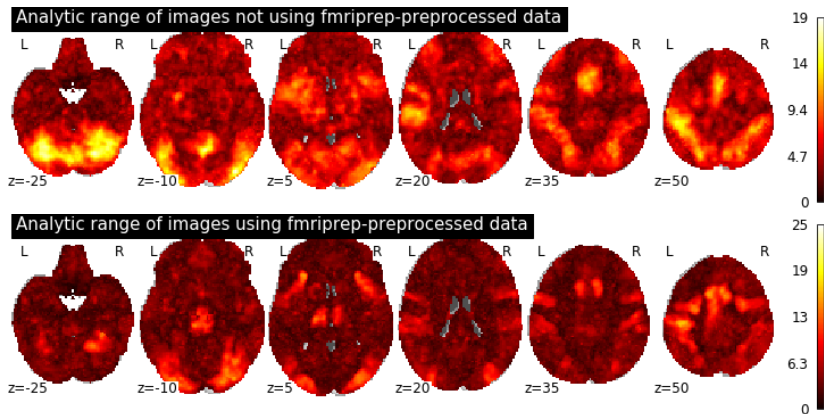 Analytic range of images not using fmriprep-preprocessed data
L R L R L R L R L R L R
z=-25 z=-10 z=5 z=20 z=35 z=50
19
14
9.4
4.7
0
Analytic range of images using fmriprep-preprocessed data
L R L R L R L R L R L R
z=-25 z=-10 z=5 z=20 z=35 z=50
25
19
13
6.3
0